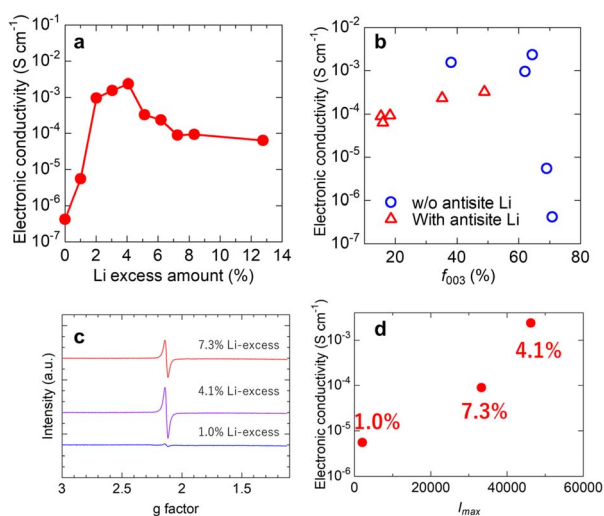 a
Electronic conductivity (S cm⁻¹)
10⁻¹
10⁻²
10⁻³
10⁻⁴
10⁻⁵
10⁻⁶
10⁻⁷
0 2 4 6 8 10 12 14
Li excess amount (%)
b
Electronic conductivity (S cm⁻¹)
10⁻²
10⁻³
10⁻⁴
10⁻⁵
10⁻⁶
10⁻⁷
w/o antisite Li
With antisite Li
20 40 60 80
f₀₀₃ (%)
c
Intensity (a.u.)
7.3% Li-excess
4.1% Li-excess
1.0% Li-excess
3 2.5 2 1.5
g factor
d
Electronic conductivity (S cm⁻¹)
10⁻³
10⁻⁴
10⁻⁵
10⁻⁶
4.1%
7.3%
1.0%
0 20000 40000 60000
Imax